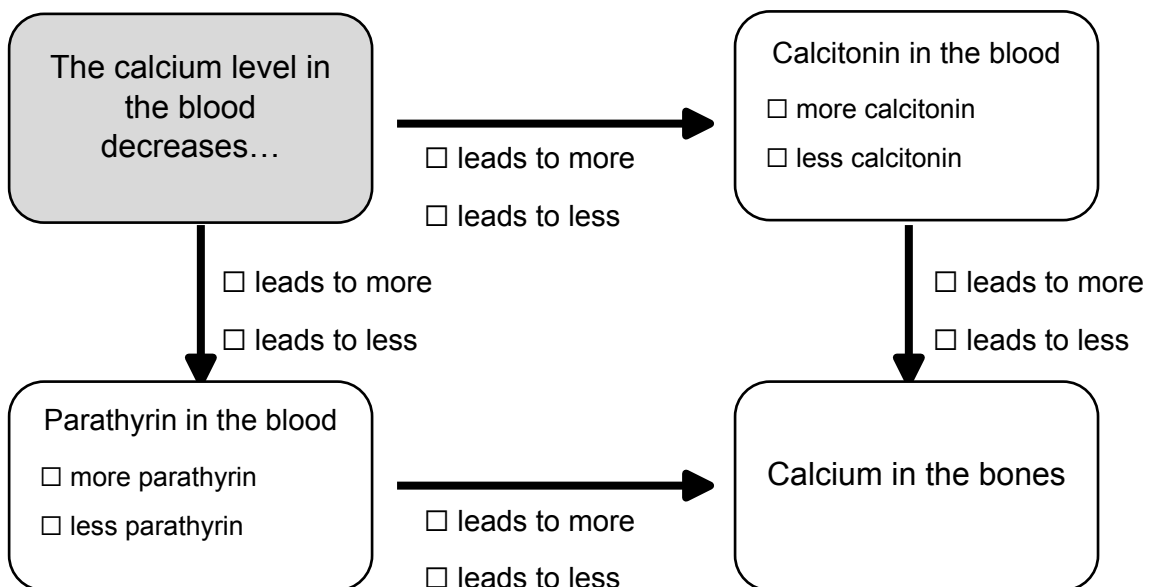 The calcium level in
the blood
decreases…
☐ leads to more
☐ leads to less
Calcitonin in the blood
☐ more calcitonin
☐ less calcitonin
☐ leads to more
☐ leads to less
☐ leads to more
☐ leads to less
Parathyrin in the blood
☐ more parathyrin
☐ less parathyrin
☐ leads to more
☐ leads to less
Calcium in the bones